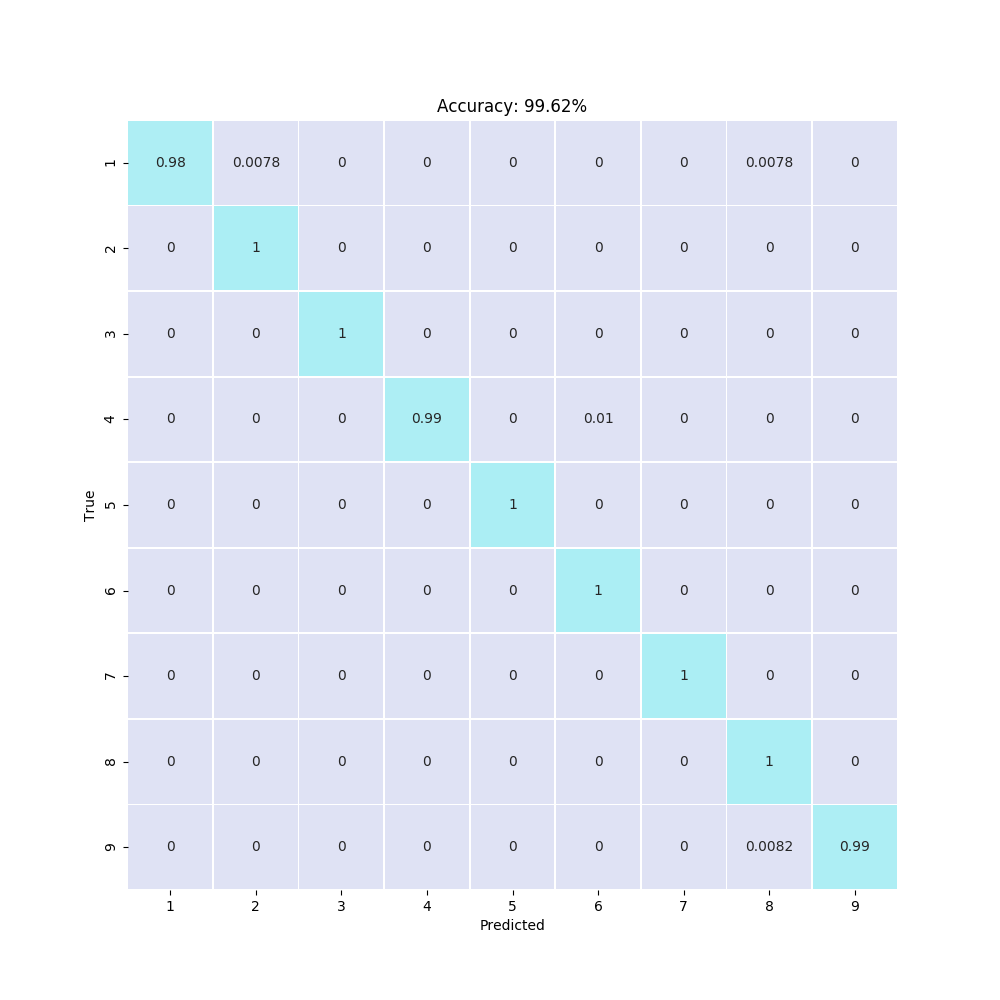 Accuracy: 99.62%
1 0.98 0.0078 0 0 0 0 0 0.0078 0
2 0 1 0 0 0 0 0 0 0
3 0 0 1 0 0 0 0 0 0
4 0 0 0 0.99 0 0.01 0 0 0
True
5 0 0 0 0 1 0 0 0 0
6 0 0 0 0 0 1 0 0 0
7 0 0 0 0 0 0 1 0 0
8 0 0 0 0 0 0 0 1 0
9 0 0 0 0 0 0 0 0.0082 0.99
1 2 3 4 5 6 7 8 9
Predicted